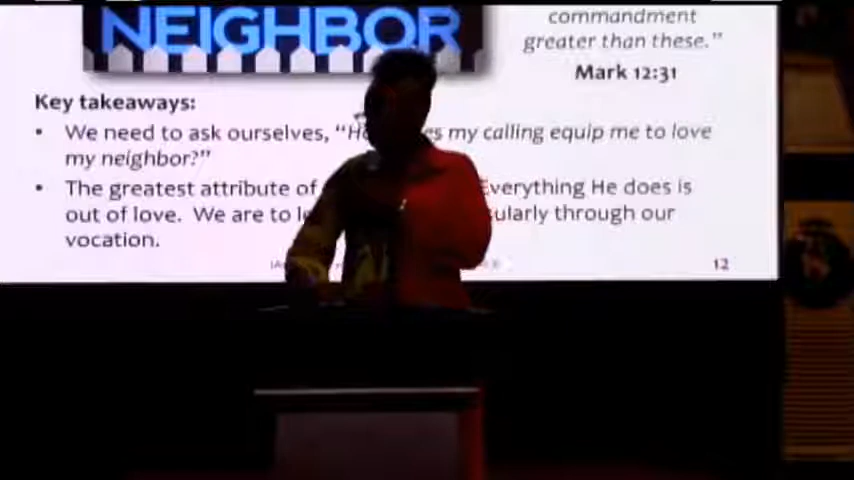 NEIGHBOR
commandment
greater than these."
Mark 12:31
Key takeaways:
• We need to ask ourselves, "H es my calling equip me to love
my neighbor?"
• The greatest attribute of Everything He does is
out of love. We are to l ularly through our
vocation.
12